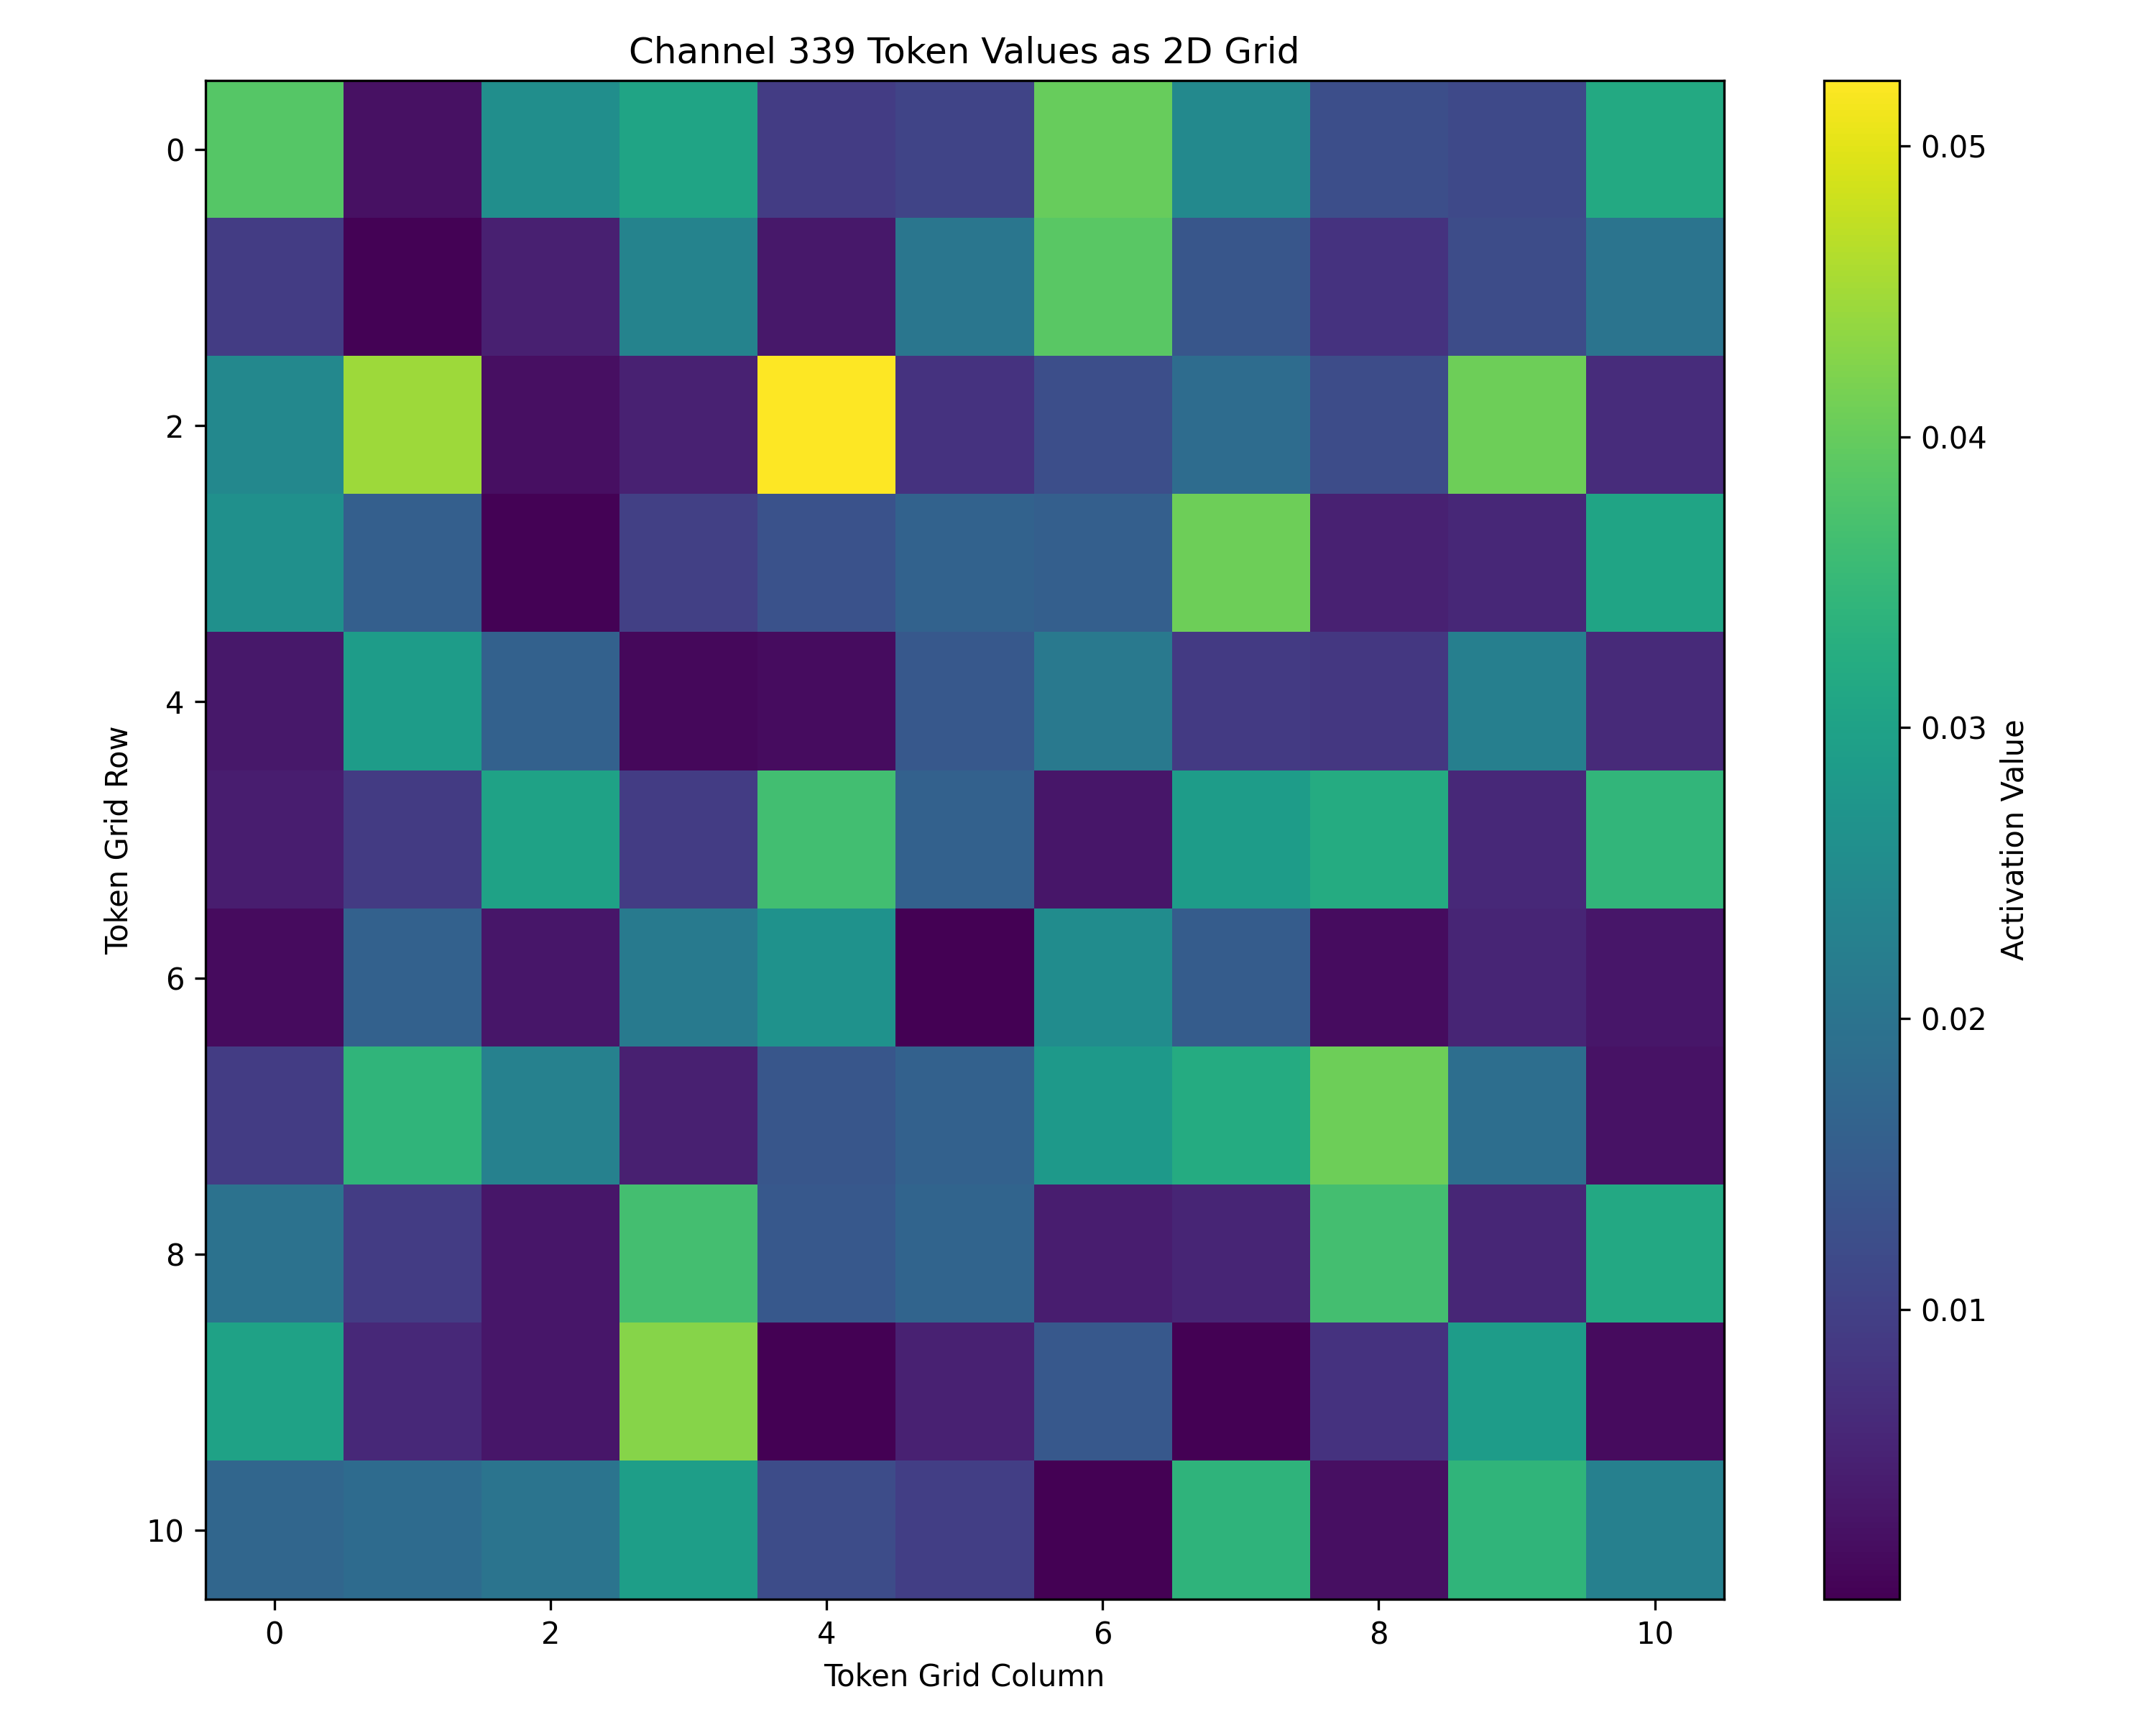 Channel 339 Token Values as 2D Grid
0
2
4
6
8
10
Token Grid Row
0 2 4 6 8 10
Token Grid Column
0.05
0.04
0.03
0.02
0.01
Activation Value